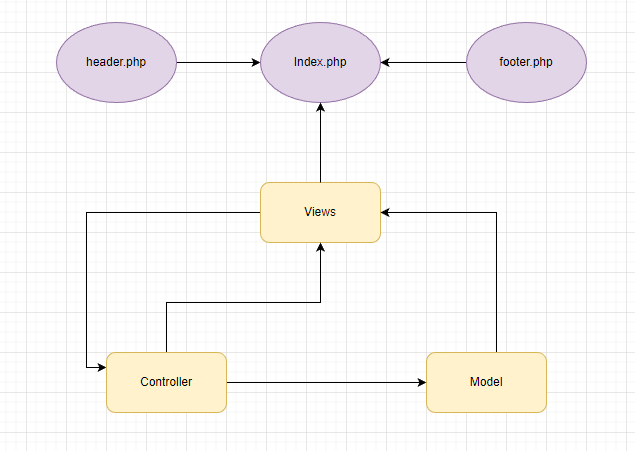 header.php
Index.php
footer.php
Views
Controller
Model